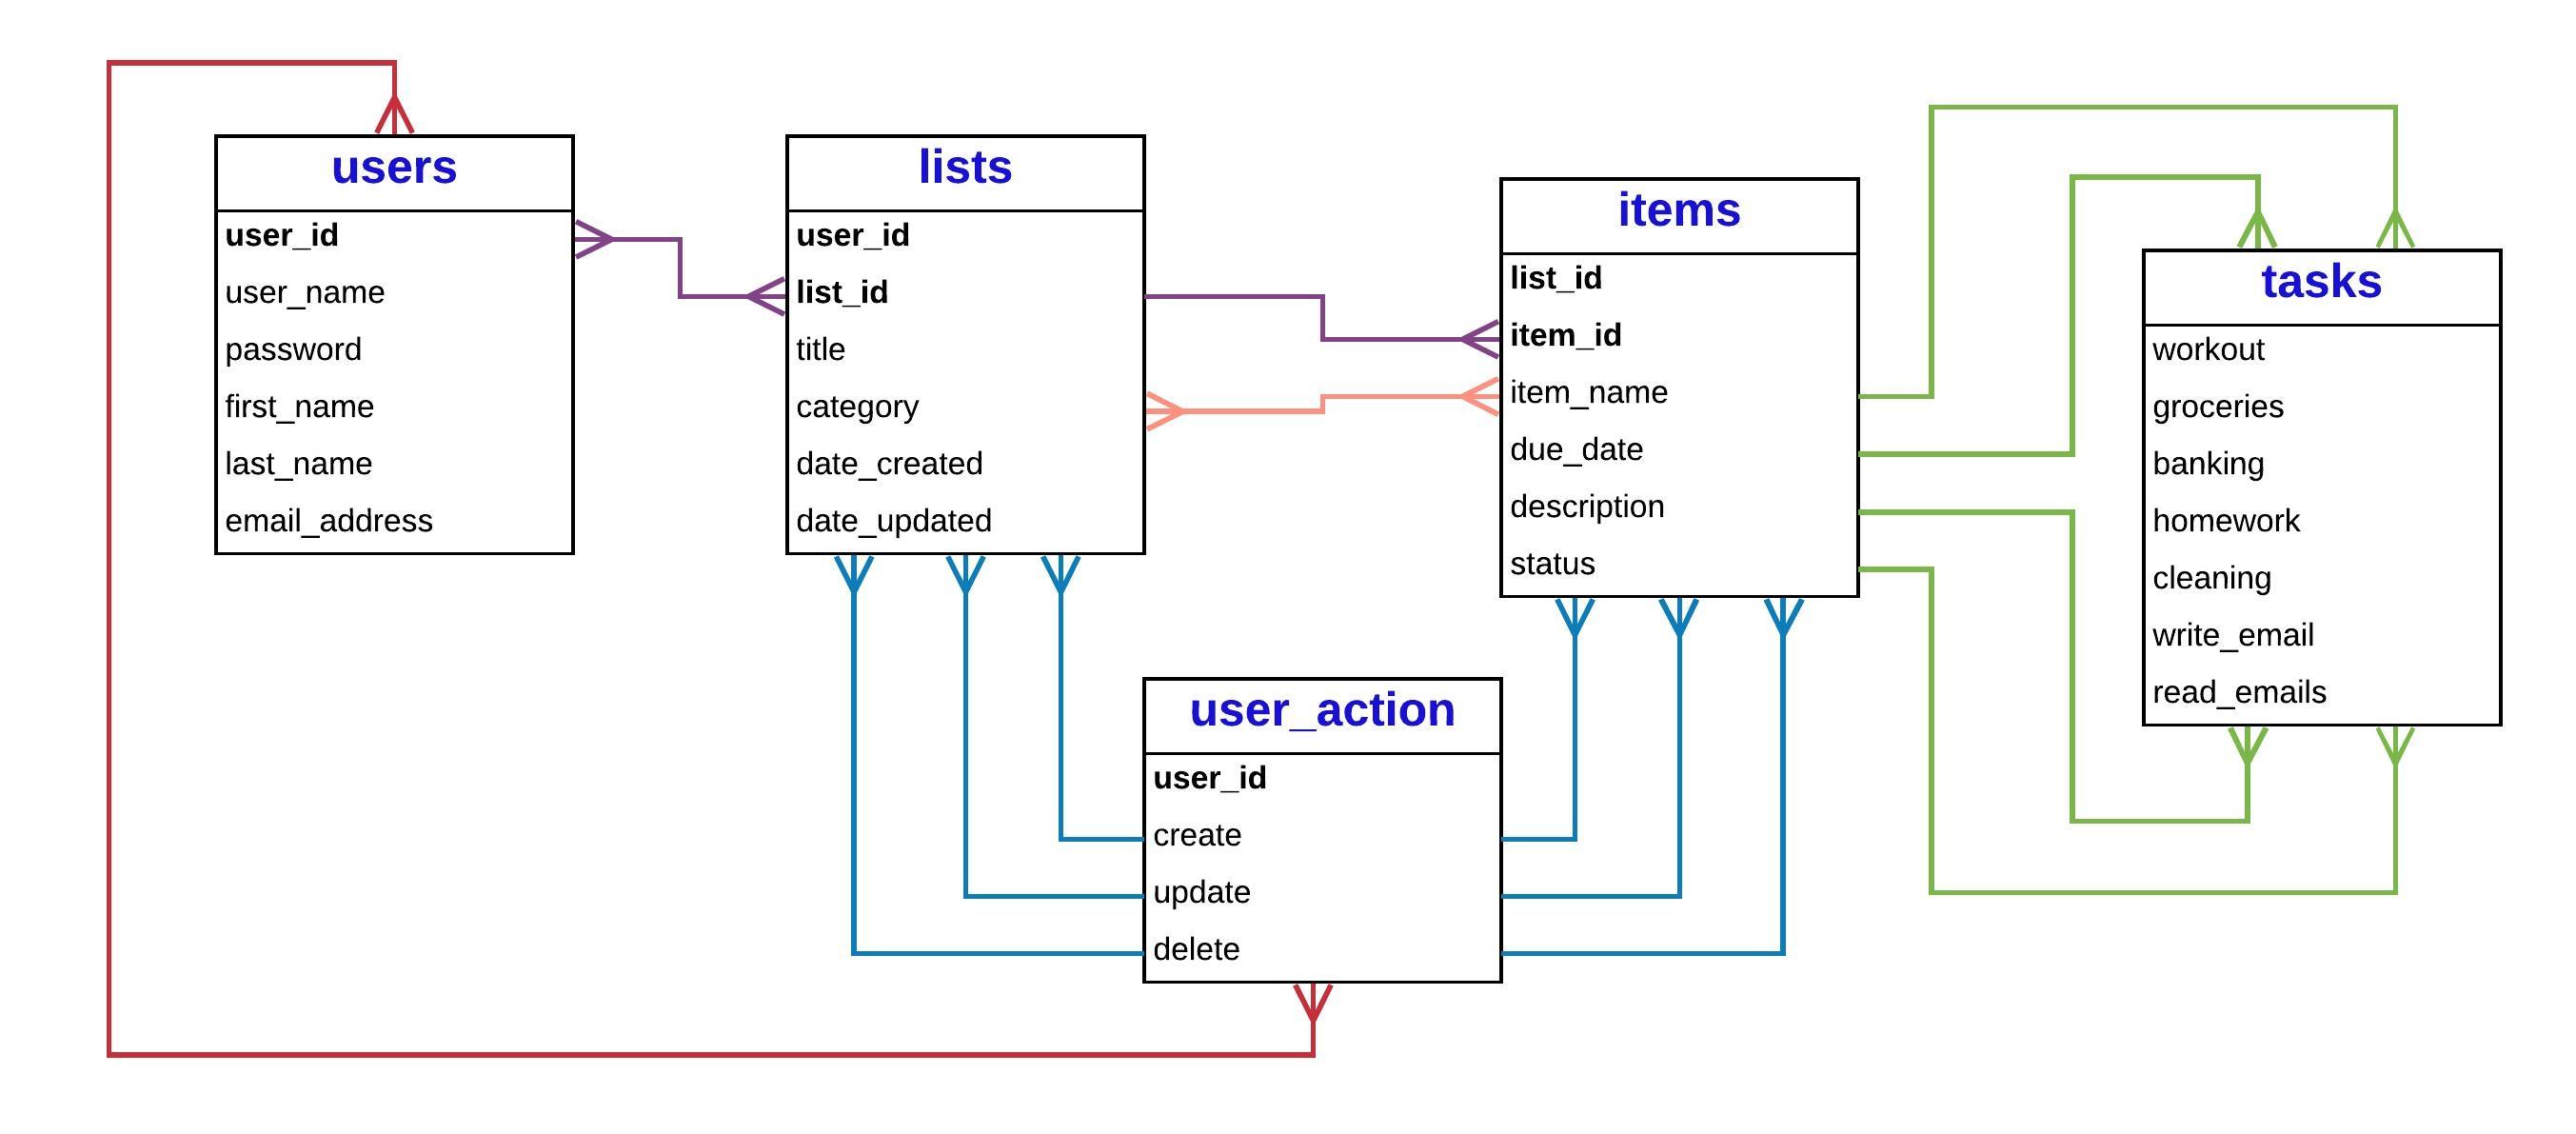 users
user_id
user_name
password
first_name
last_name
email_address
lists
user_id
list_id
title
category
date_created
date_updated
items
list_id
item_id
item_name
due_date
description
status
tasks
workout
groceries
banking
homework
cleaning
write_email
read_emails
user_action
user_id
create
update
delete